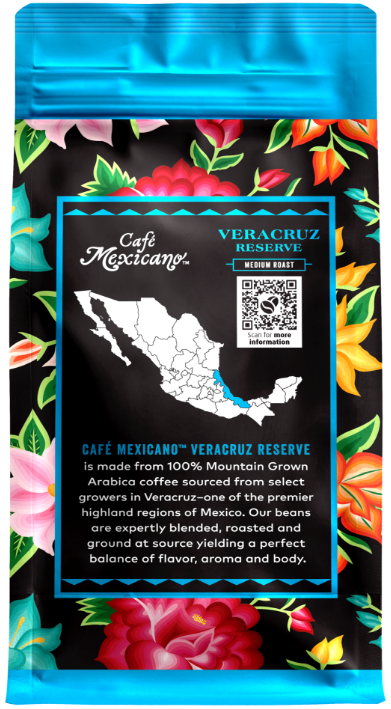 Café
Mexicano™
VERACRUZ
RESERVE
MEDIUM ROAST
Scan for more
information
CAFÉ MEXICANO™ VERACRUZ RESERVE
is made from 100% Mountain Grown
Arabica coffee sourced from select
growers in Veracruz–one of the premier
highland regions of Mexico. Our beans
are expertly blended, roasted and
ground at source yielding a perfect
balance of flavor, aroma and body.